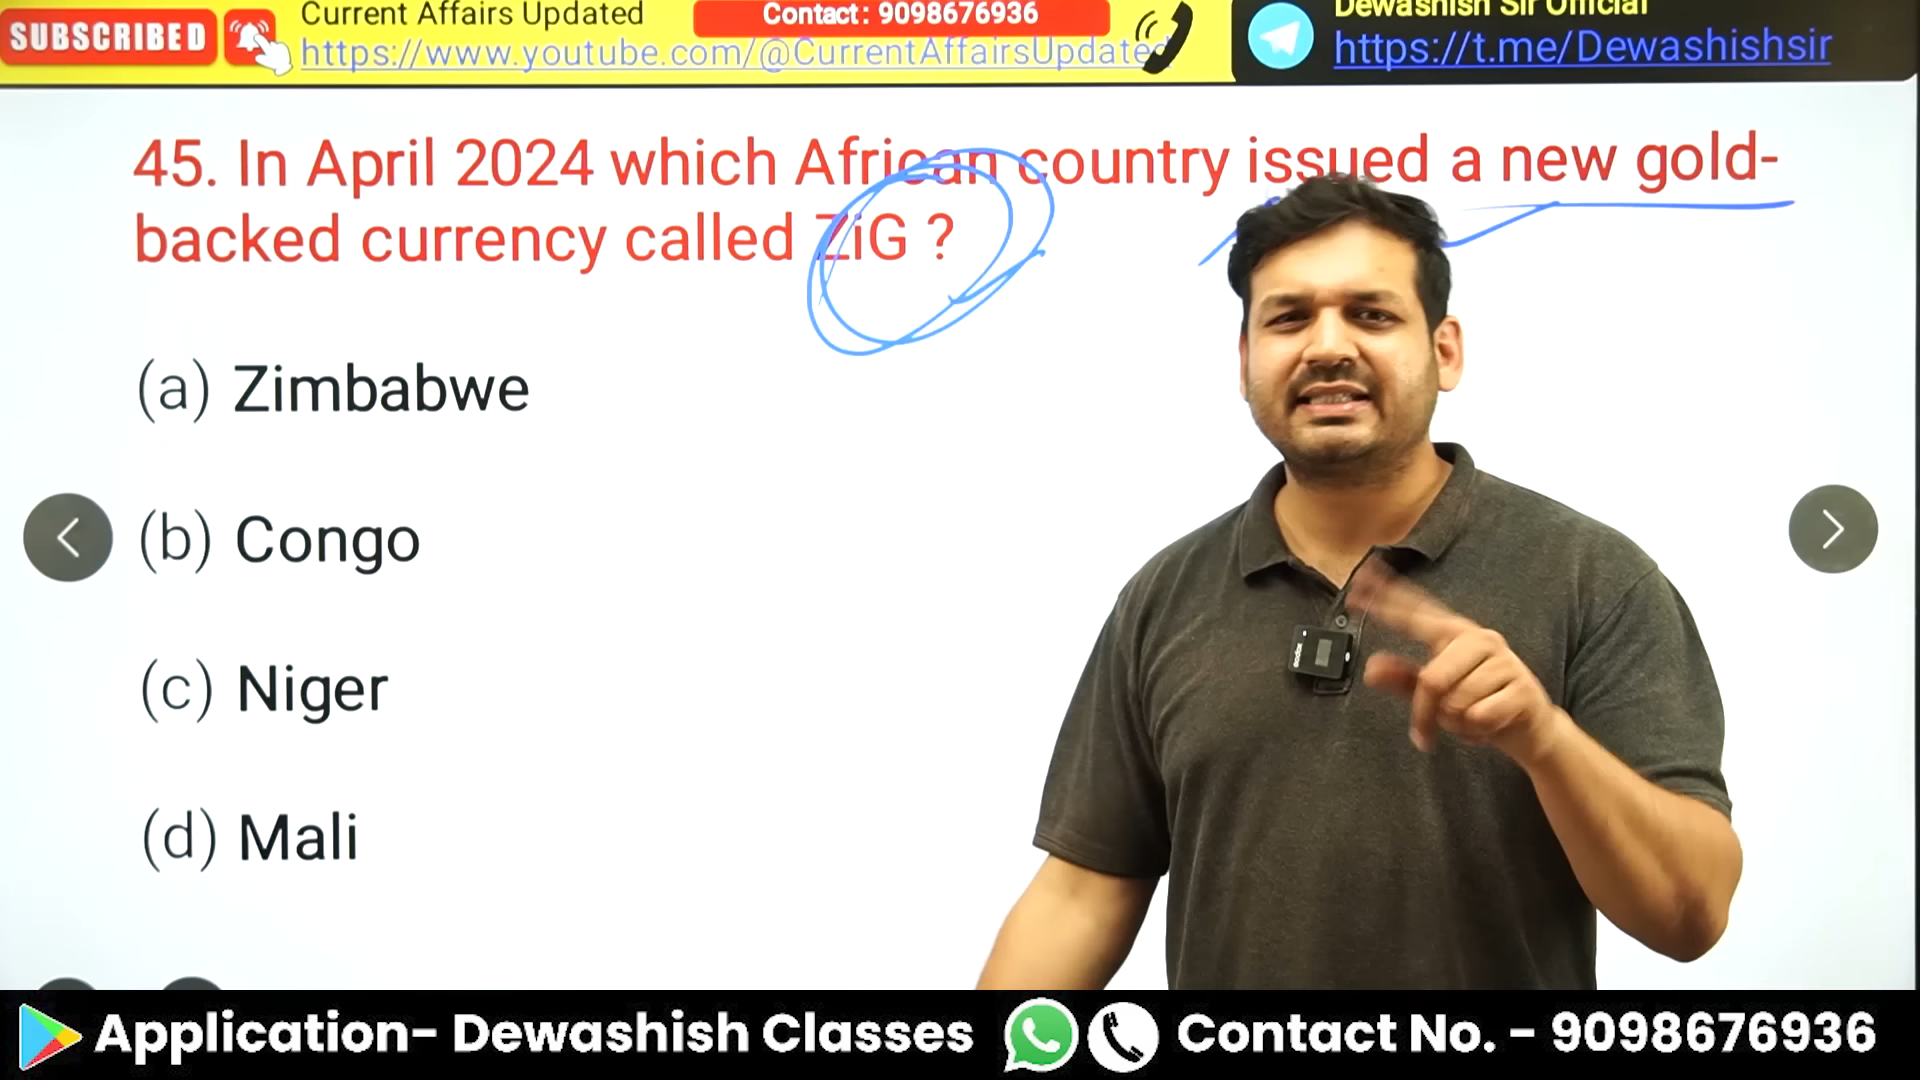 SUBSCRIBED
Current Affairs Updated
https://www.youtube.com/@CurrentAffairsUpdated
Contact: 9098676936
Dewashish Sir Official
https://t.me/Dewashishsir
45. In April 2024 which African country issued a new gold-
backed currency called ZiG ?
(a) Zimbabwe
(b) Congo
(c) Niger
(d) Mali
Application- Dewashish Classes
Contact No. - 9098676936